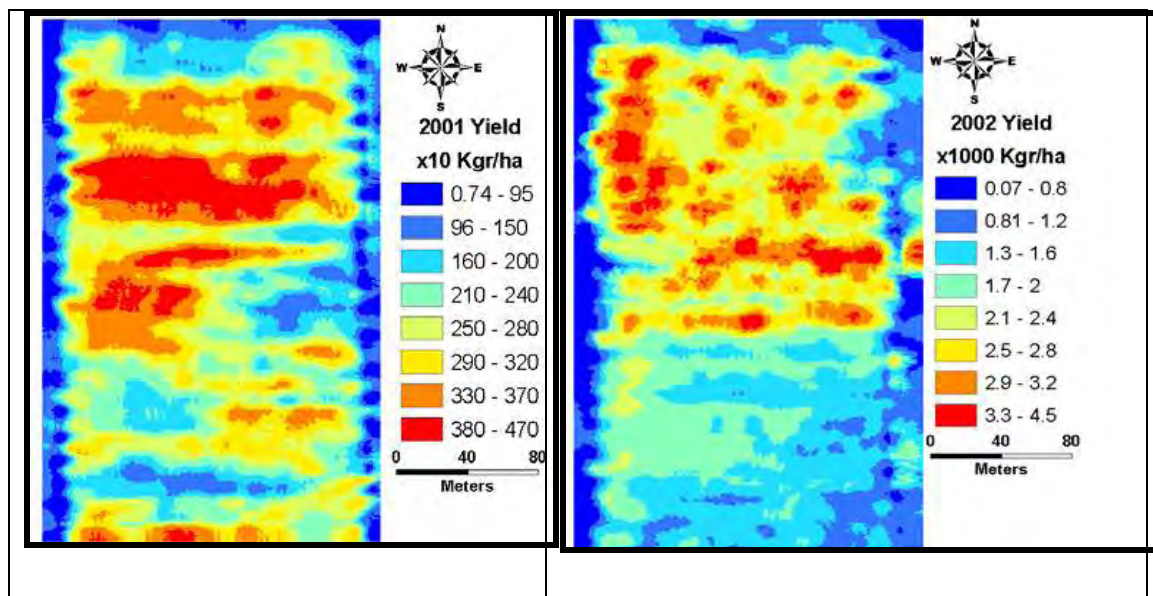 N
W E
S
2001 Yield
x10 Kgr/ha
0.74 - 95
96 - 150
160 - 200
210 - 240
250 - 280
290 - 320
330 - 370
380 - 470
0 40 80
Meters
N
W E
S
2002 Yield
x1000 Kgr/ha
0.07 - 0.8
0.81 - 1.2
1.3 - 1.6
1.7 - 2
2.1 - 2.4
2.5 - 2.8
2.9 - 3.2
3.3 - 4.5
0 40 80
Meters